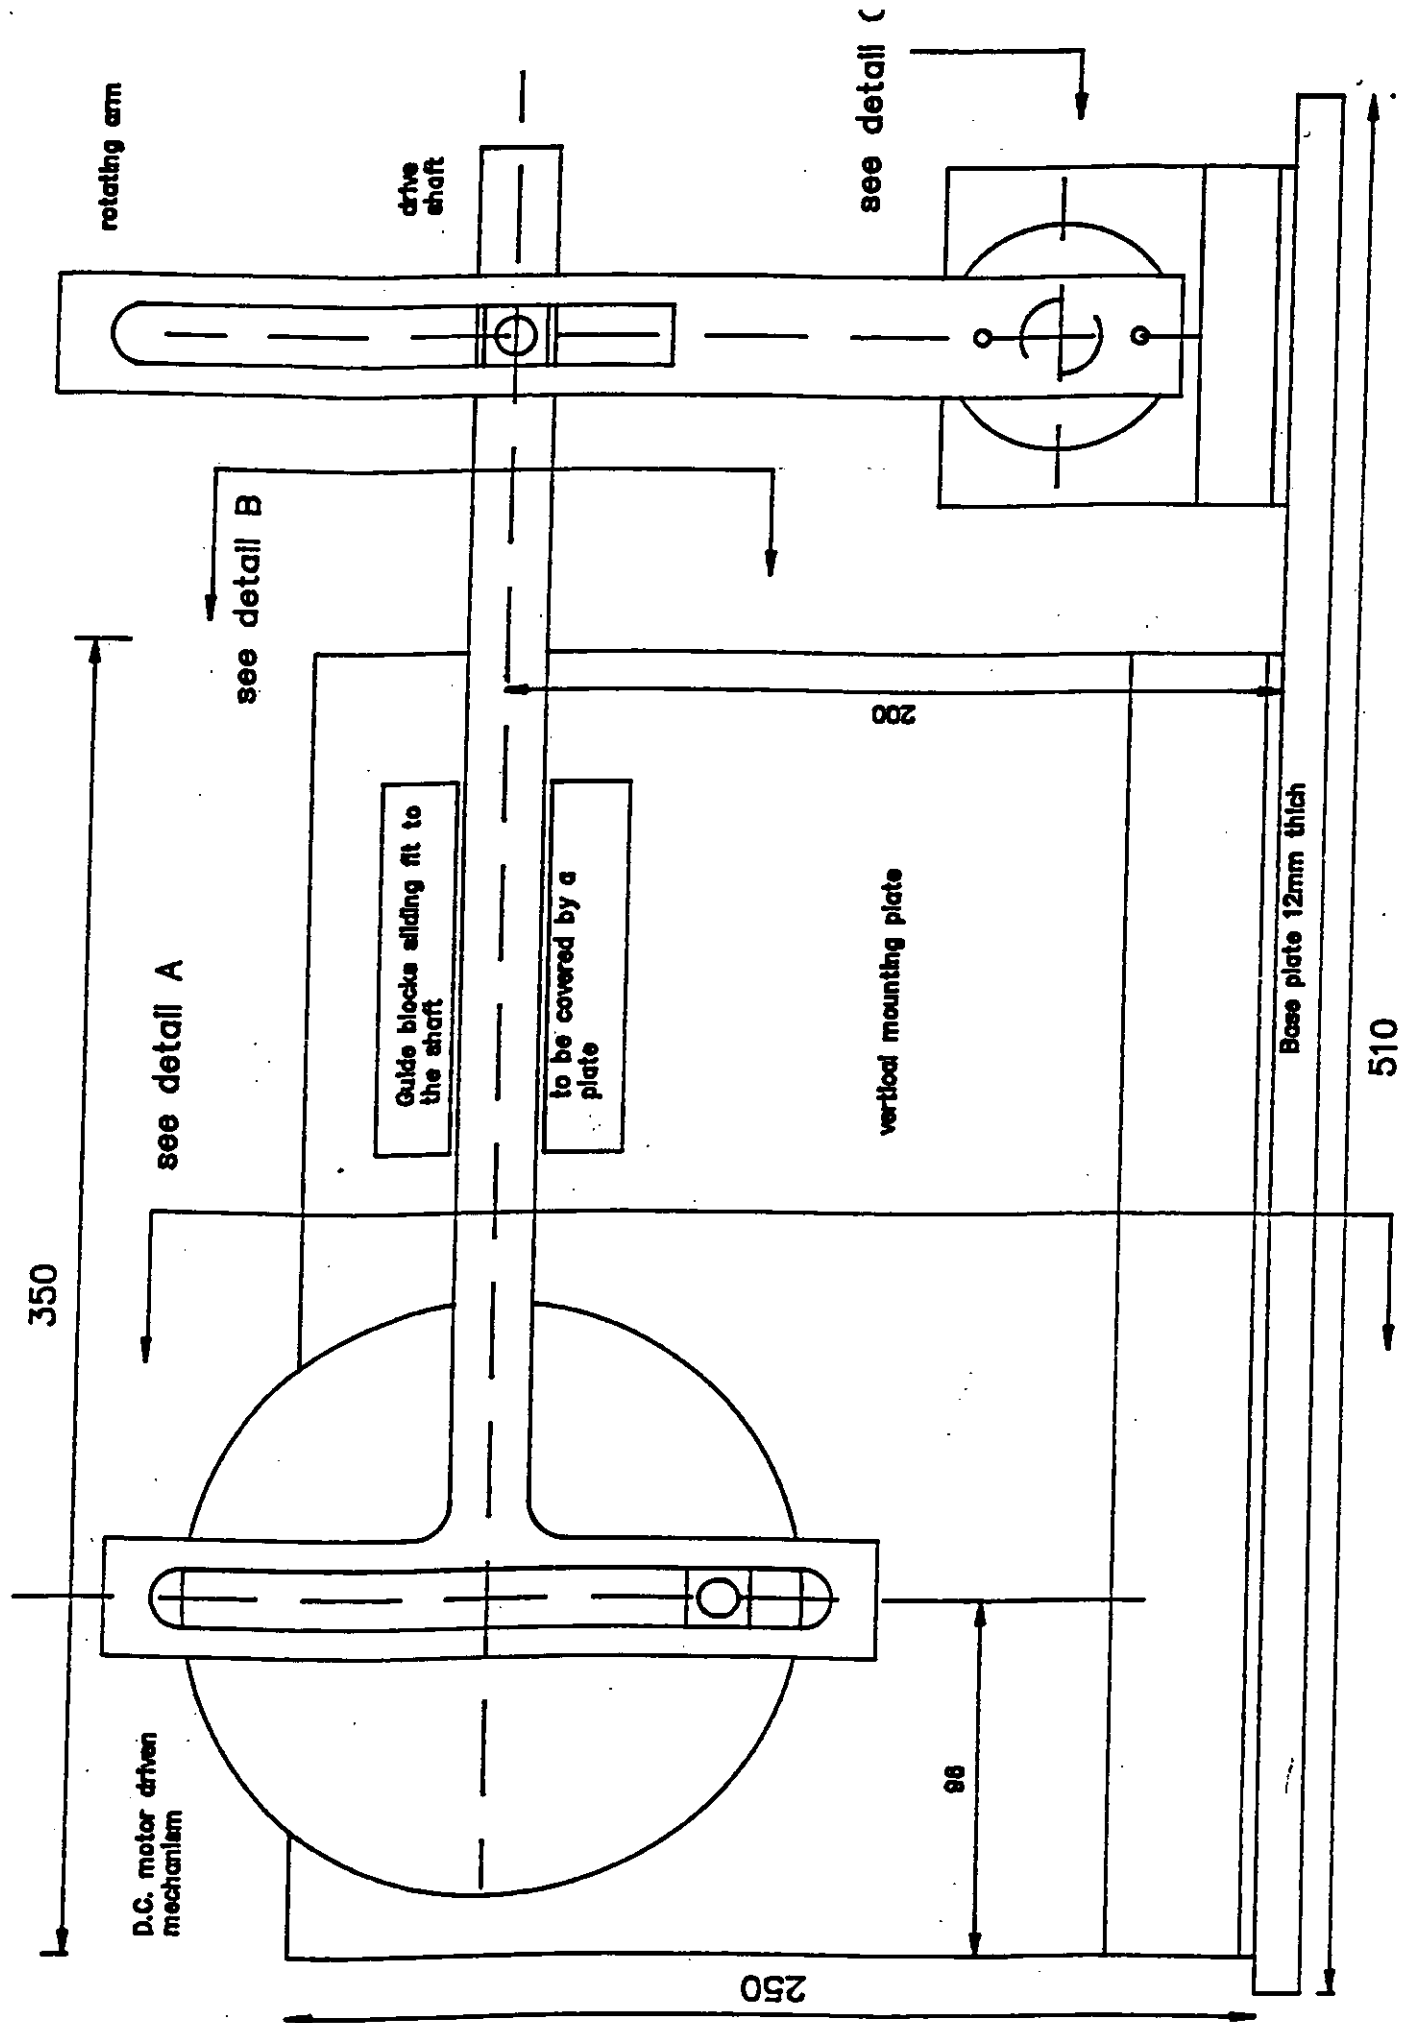 350
see detail A
see detail B
see detail C
rotating arm
drive
shaft
D.C. motor driven
mechanism
Guide blocks sliding fit to
the shaft
to be covered by a
plate
vertical mounting plate
200
250
96
Base plate 12mm thich
510